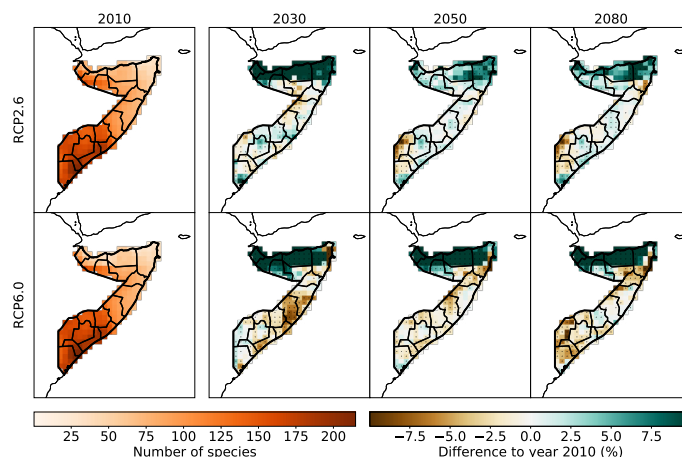 2010 2030 2050 2080
RCP2.6
RCP6.0
25 50 75 100 125 150 175 200
Number of species
−7.5 −5.0 −2.5 0.0 2.5 5.0 7.5
Difference to year 2010 (%)